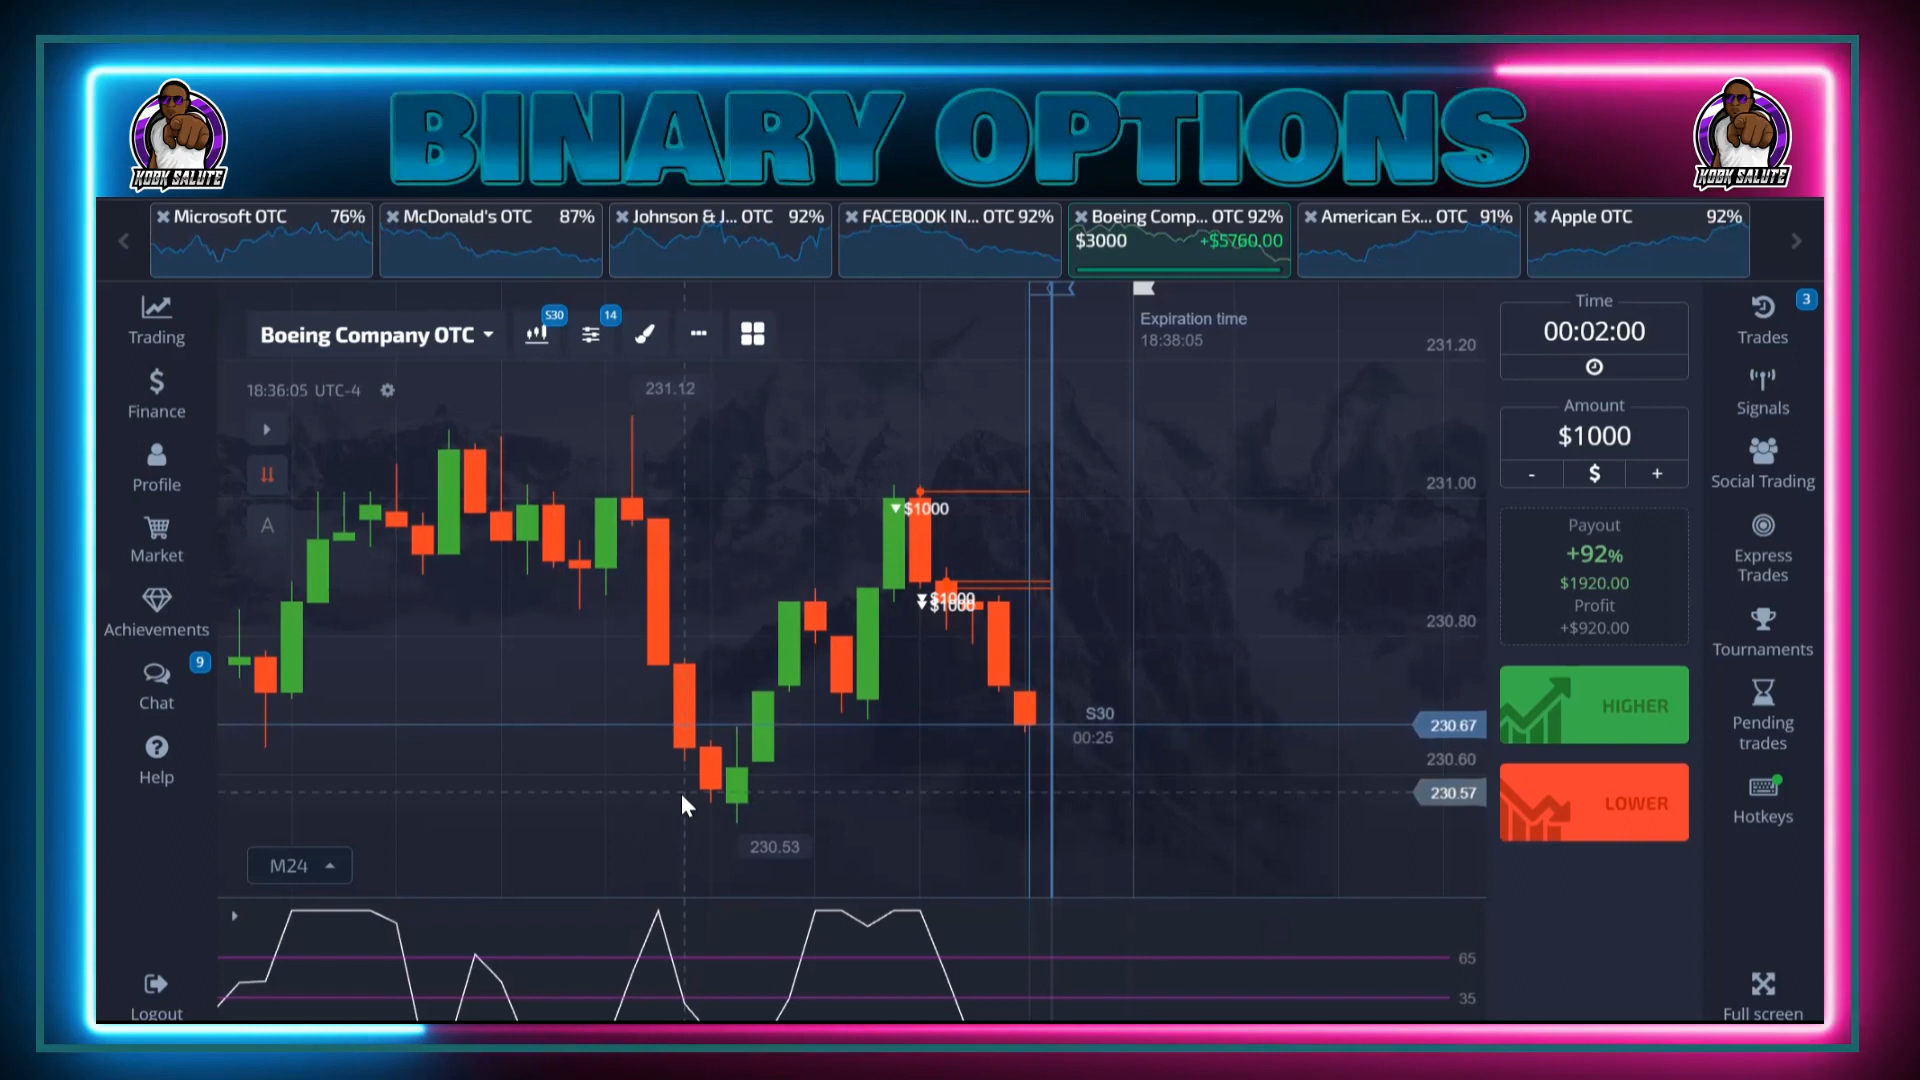 BINARY OPTIONS
KOBK SALUTE
KOBK SALUTE
Microsoft OTC 76%
McDonald's OTC 87%
Johnson & J... OTC 92%
FACEBOOK IN... OTC 92%
Boeing Comp... OTC 92%
$3000 +$5760.00
American Ex... OTC 91%
Apple OTC 92%
Trading
Finance
Profile
Market
Achievements
9
Chat
Help
Logout
Boeing Company OTC
S30
14
18:36:05 UTC-4
A
M24
231.12
$1000
$1000
$1000
230.53
Expiration time
18:38:05
S30
00:25
231.20
231.00
230.80
230.67
230.60
230.57
65
35
Time
00:02:00
Amount
$1000
- $ +
Payout
+92%
$1920.00
Profit
+$920.00
HIGHER
LOWER
3
Trades
Signals
Social Trading
Express
Trades
Tournaments
Pending
trades
Hotkeys
Full screen